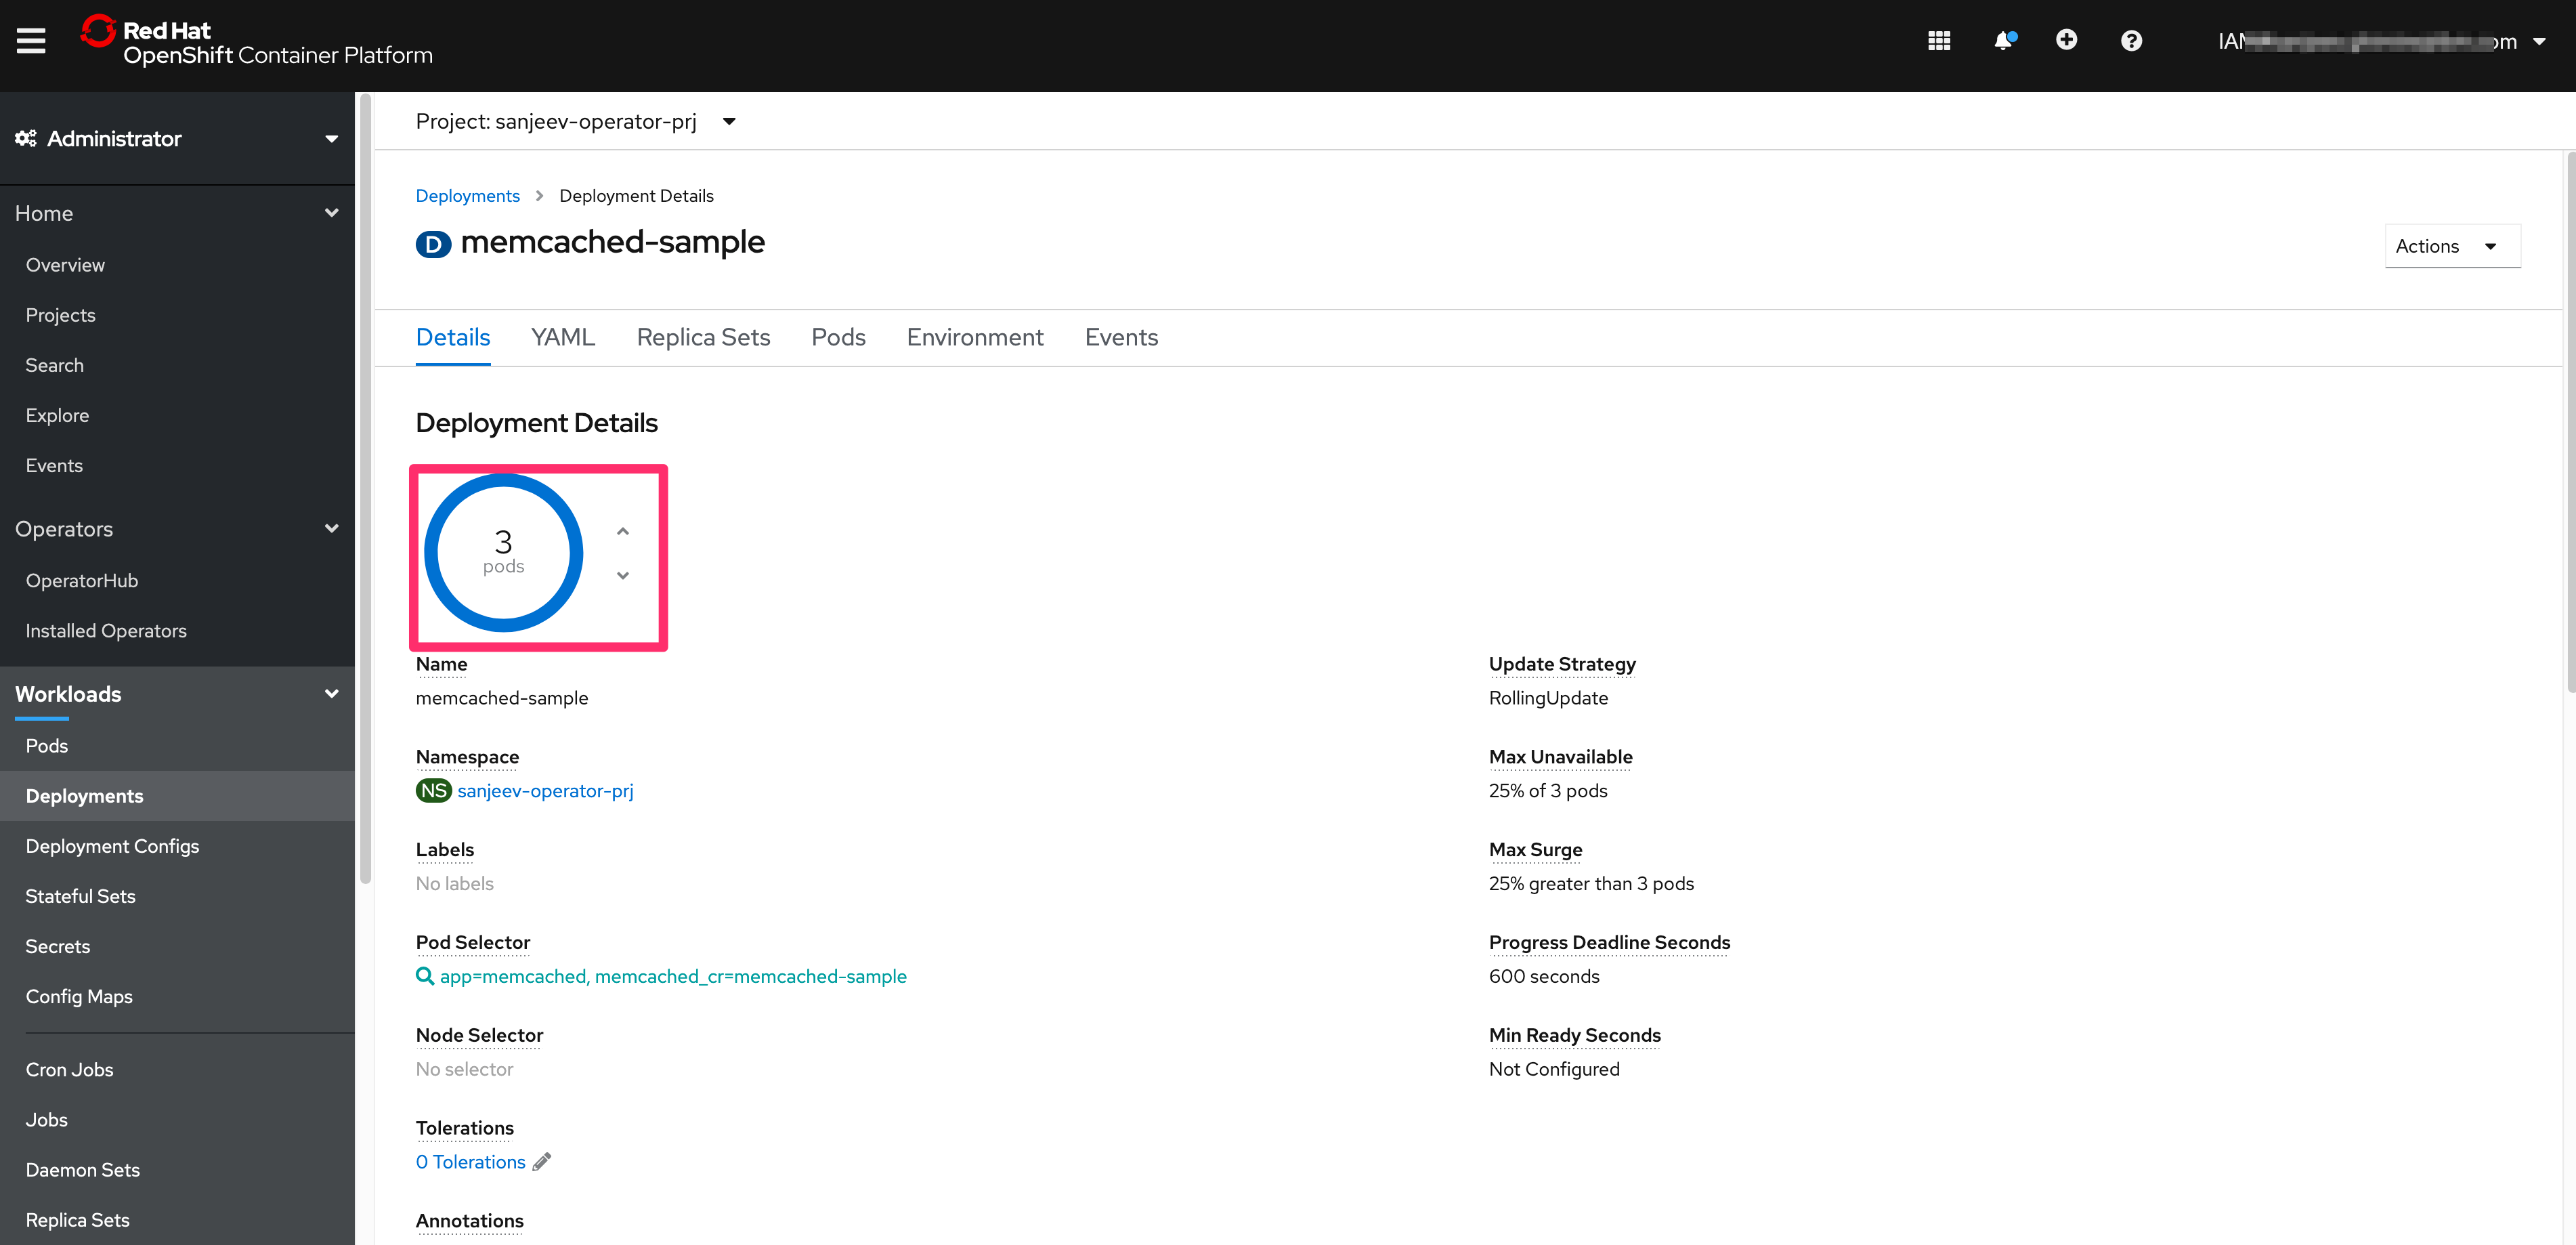 Red Hat
OpenShift Container Platform
Project: sanjeev-operator-prj
Administrator
Home
Overview
Projects
Search
Explore
Events
Operators
OperatorHub
Installed Operators
Workloads
Pods
Deployments
Deployment Configs
Stateful Sets
Secrets
Config Maps
Cron Jobs
Jobs
Daemon Sets
Replica Sets
Deployments > Deployment Details
D memcached-sample
Actions
Details YAML Replica Sets Pods Environment Events
Deployment Details
3
pods
Name
memcached-sample
Namespace
NS sanjeev-operator-prj
Labels
No labels
Pod Selector
app=memcached, memcached_cr=memcached-sample
Node Selector
No selector
Tolerations
0 Tolerations
Annotations
Update Strategy
RollingUpdate
Max Unavailable
25% of 3 pods
Max Surge
25% greater than 3 pods
Progress Deadline Seconds
600 seconds
Min Ready Seconds
Not Configured